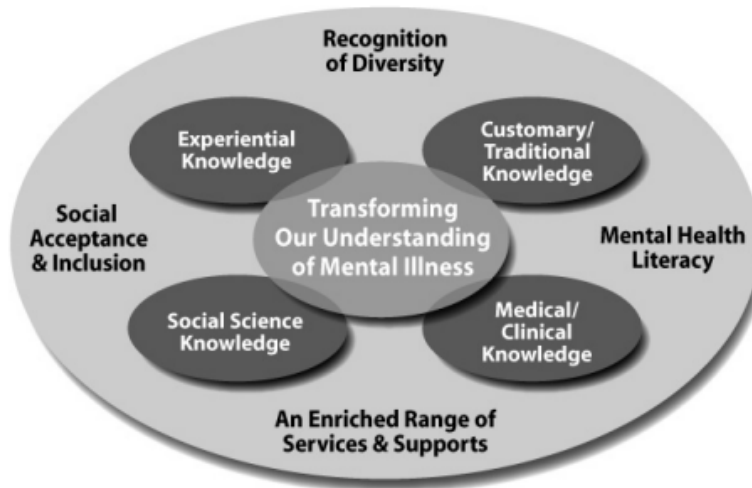 Recognition
of Diversity
Experiential
Knowledge
Customary/
Traditional
Knowledge
Social
Acceptance
& Inclusion
Transforming
Our Understanding
of Mental Illness
Mental Health
Literacy
Social Science
Knowledge
Medical/
Clinical
Knowledge
An Enriched Range of
Services & Supports